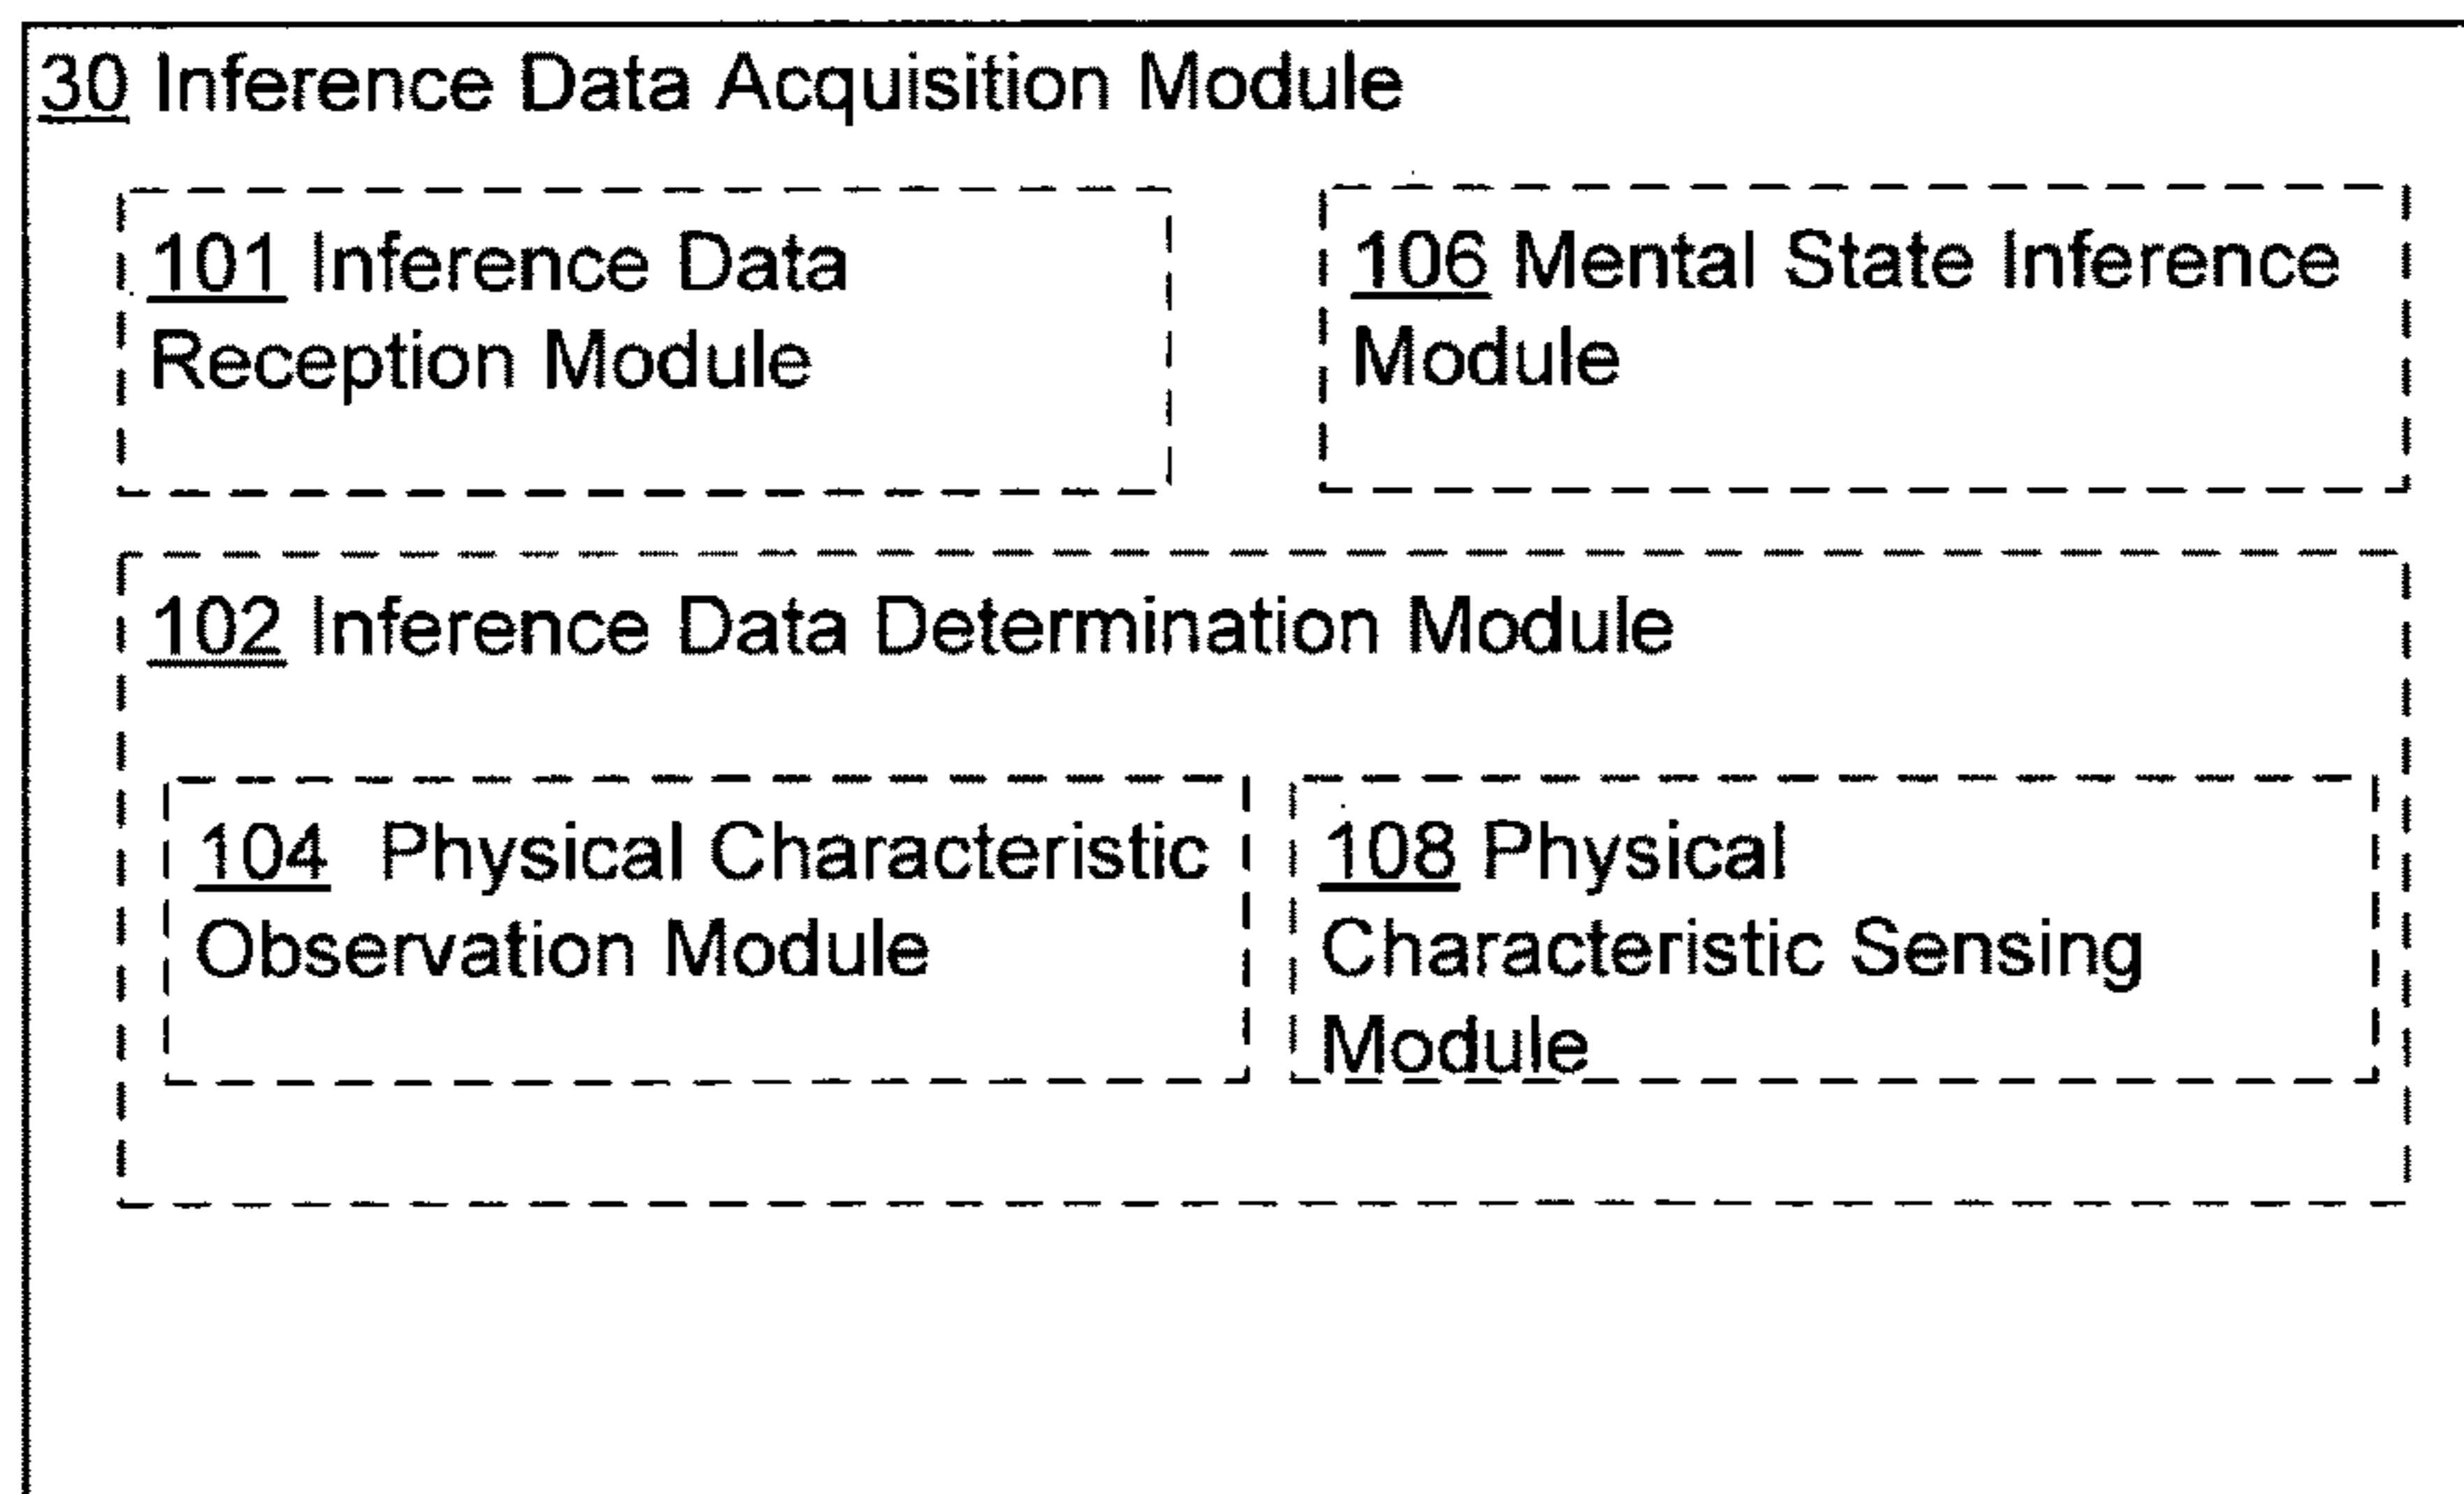 30 Inference Data Acquisition Module
101 Inference Data
Reception Module
106 Mental State Inference
Module
102 Inference Data Determination Module
104 Physical Characteristic
Observation Module
108 Physical
Characteristic Sensing
Module